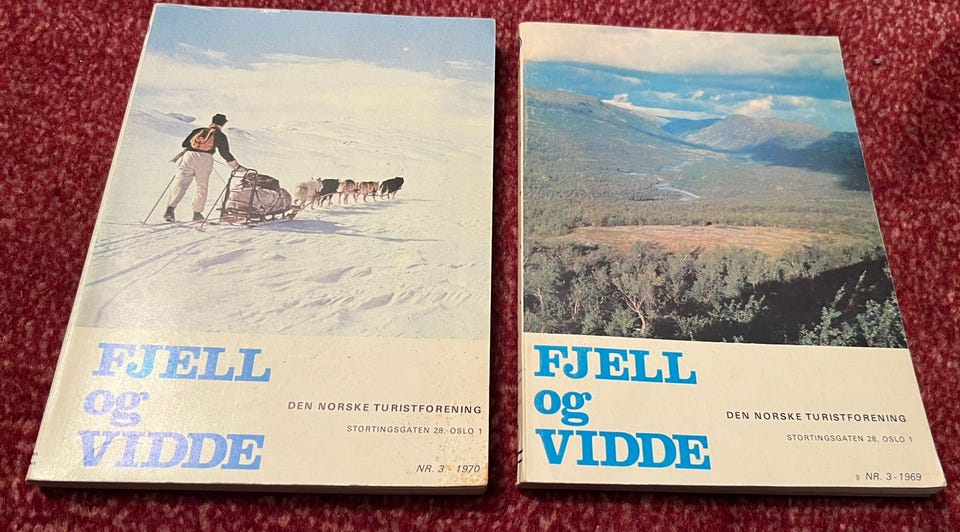 FJELL
og
VIDDE
DEN NORSKE TURISTFORENING
STORTINGSGATEN 28, OSLO 1
NR. 3 - 1970
FJELL
og
VIDDE
DEN NORSKE TURISTFORENING
STORTINGSGATEN 28, OSLO 1
NR. 3 - 1969